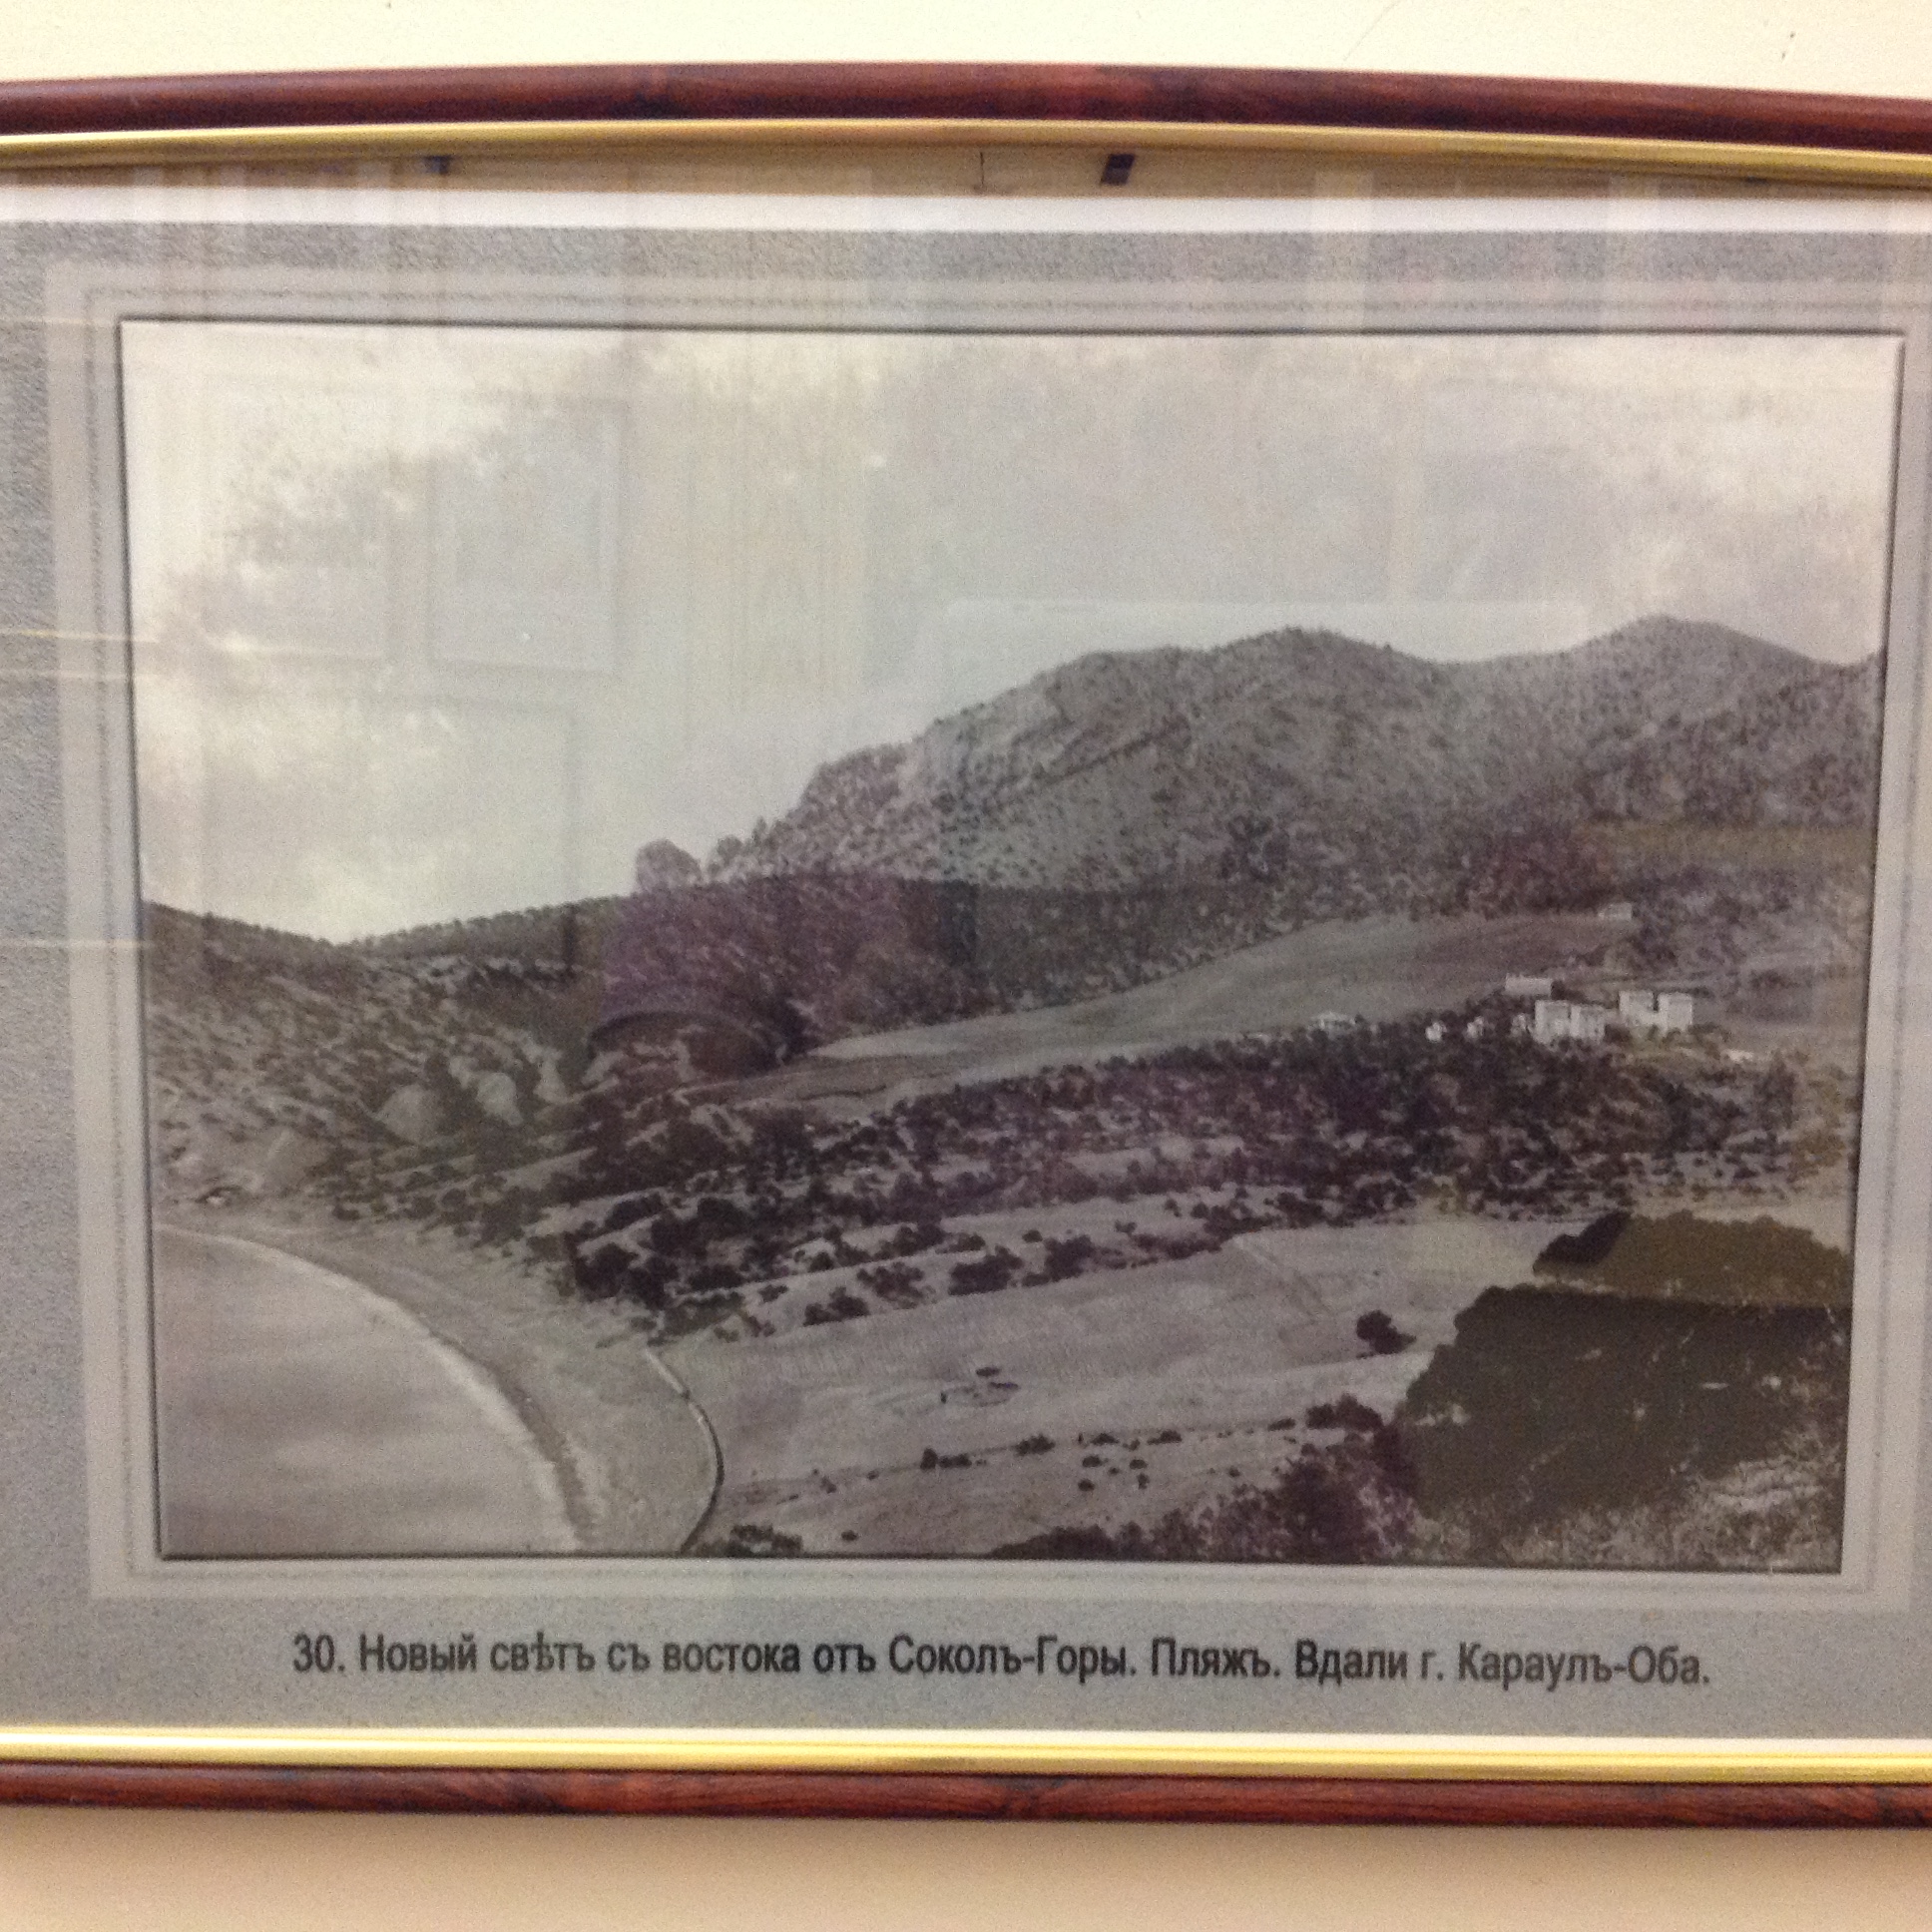 30. Новый свѣтъ съ востока отъ Соколъ-Горы. Пляжъ. Вдали г. Караулъ-Оба.